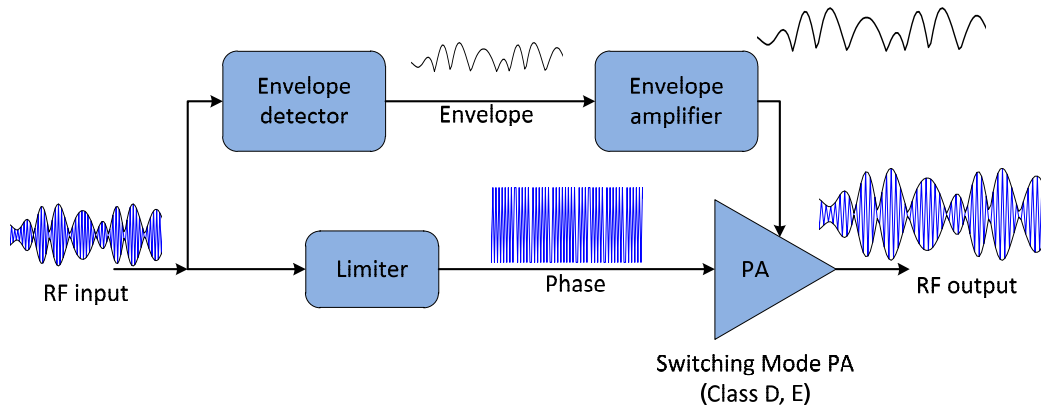 Envelope
detector
Envelope
Envelope
amplifier
RF input
Limiter
Phase
PA
RF output
Switching Mode PA
(Class D, E)